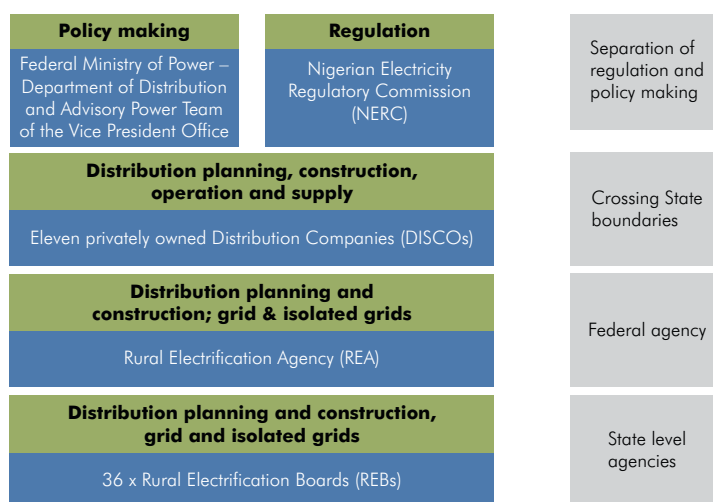 Policy making
Federal Ministry of Power –
Department of Distribution
and Advisory Power Team
of the Vice President Office
Regulation
Nigerian Electricity
Regulatory Commission
(NERC)
Separation of
regulation and
policy making
Distribution planning, construction,
operation and supply
Eleven privately owned Distribution Companies (DISCOs)
Crossing State
boundaries
Distribution planning and
construction; grid & isolated grids
Rural Electrification Agency (REA)
Federal agency
Distribution planning and construction,
grid and isolated grids
36 x Rural Electrification Boards (REBs)
State level
agencies